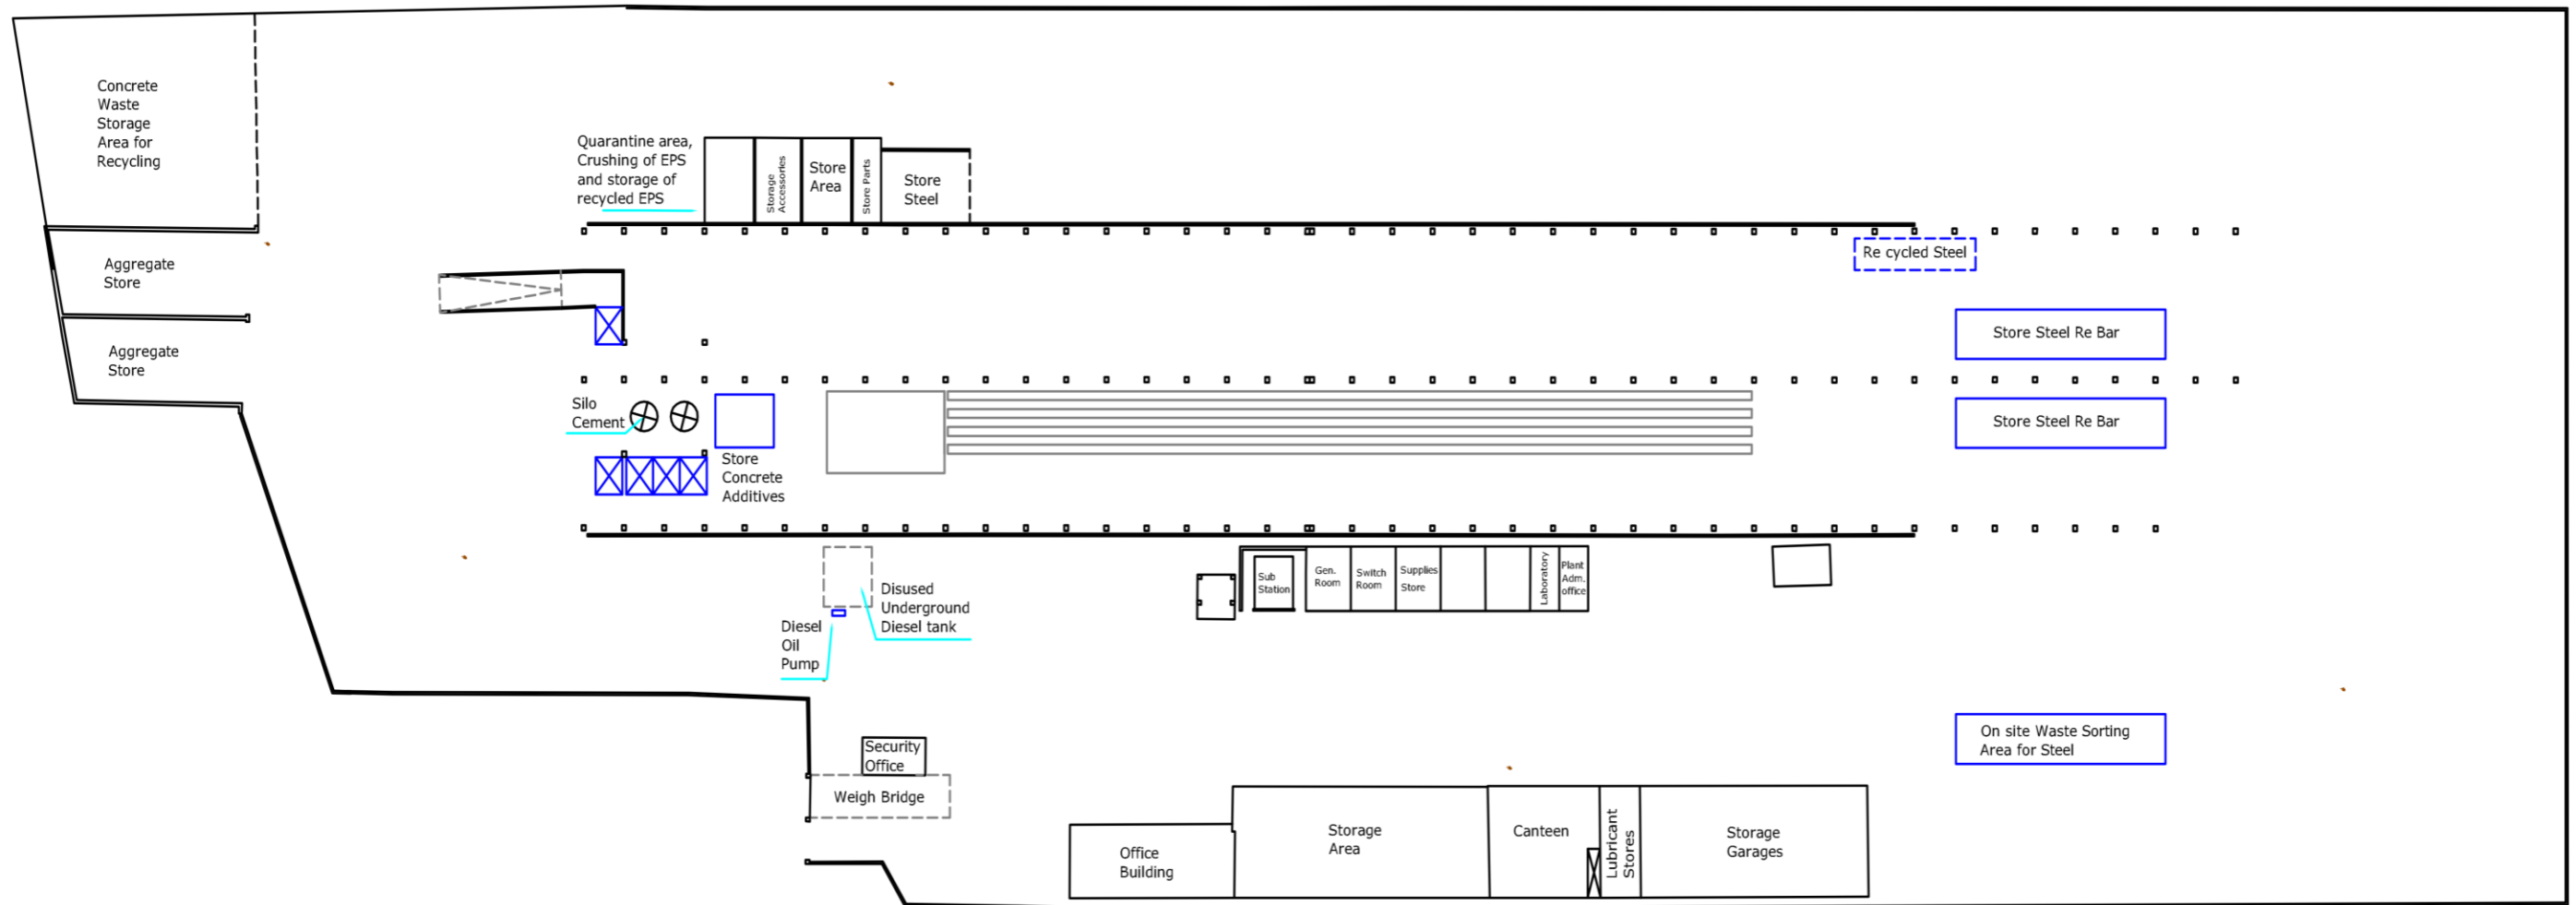 Concrete
Waste
Storage
Area for
Recycling
Quarantine area,
Crushing of EPS
and storage of
recycled EPS
Storage
Accessories
Store
Area
Store Parts
Store
Steel
Aggregate
Store
Aggregate
Store
Re cycled Steel
Store Steel Re Bar
Store Steel Re Bar
Silo
Cement
Store
Concrete
Additives
Disused
Underground
Diesel tank
Diesel
Oil
Pump
Sub
Station
Gen.
Room
Switch
Room
Supplies
Store
Laboratory
Plant
Adm.
office
Security
Office
Weigh Bridge
On site Waste Sorting
Area for Steel
Office
Building
Storage
Area
Canteen
Lubricant
Stores
Storage
Garages